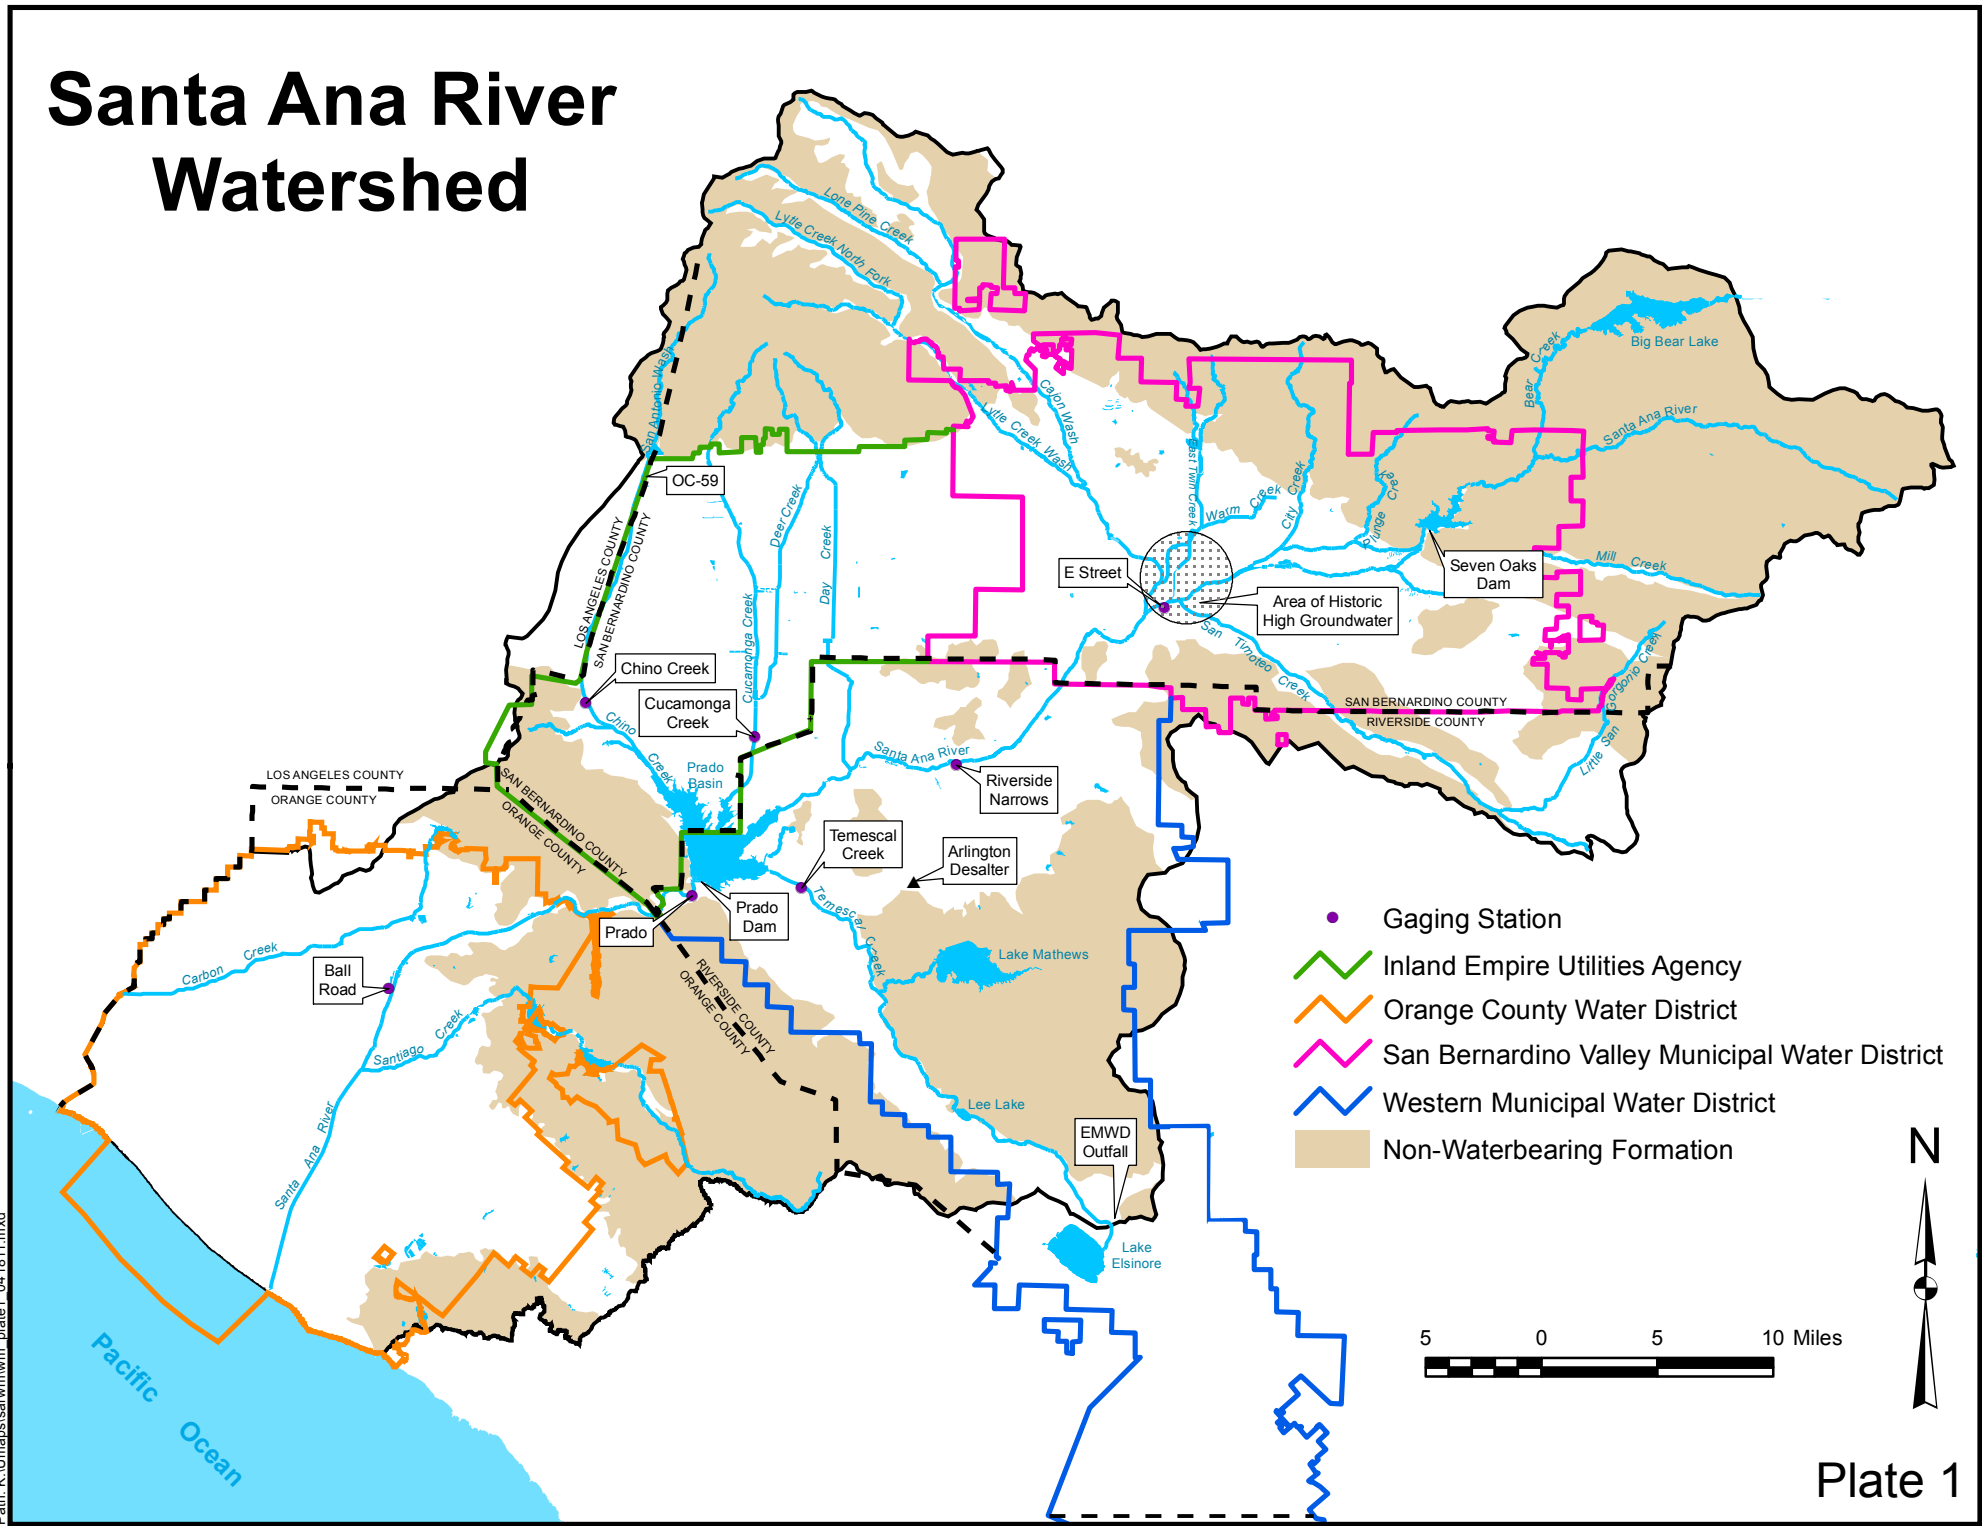 Santa Ana River
Watershed
Lone Pine Creek
Lytle Creek North Fork
San Antonio Wash
Big Bear Lake
Bear Creek
Santa Ana River
Cajon Wash
Lytle Creek Wash
East Twin Creek
Warm Creek
City Creek
Plunge Creek
OC-59
LOS ANGELES COUNTY
SAN BERNARDINO COUNTY
Deer Creek
Day Creek
Cucamonga Creek
E Street
Seven Oaks
Dam
Mill Creek
Area of Historic
High Groundwater
San Timoteo Creek
Little San Gorgonio Creek
SAN BERNARDINO COUNTY
RIVERSIDE COUNTY
Chino Creek
Cucamonga
Creek
Chino Creek
Prado
Basin
Santa Ana River
Riverside
Narrows
LOS ANGELES COUNTY
ORANGE COUNTY
SAN BERNARDINO COUNTY
ORANGE COUNTY
Temescal
Creek
Arlington
Desalter
Prado
Dam
Prado
Temescal Creek
Lake Mathews
RIVERSIDE COUNTY
ORANGE COUNTY
Carbon Creek
Ball
Road
Santiago Creek
Santa Ana River
Lee Lake
EMWD
Outfall
Lake
Elsinore
Pacific Ocean
Gaging Station
Inland Empire Utilities Agency
Orange County Water District
San Bernardino Valley Municipal Water District
Western Municipal Water District
Non-Waterbearing Formation
N
5 0 5 10 Miles
Plate 1